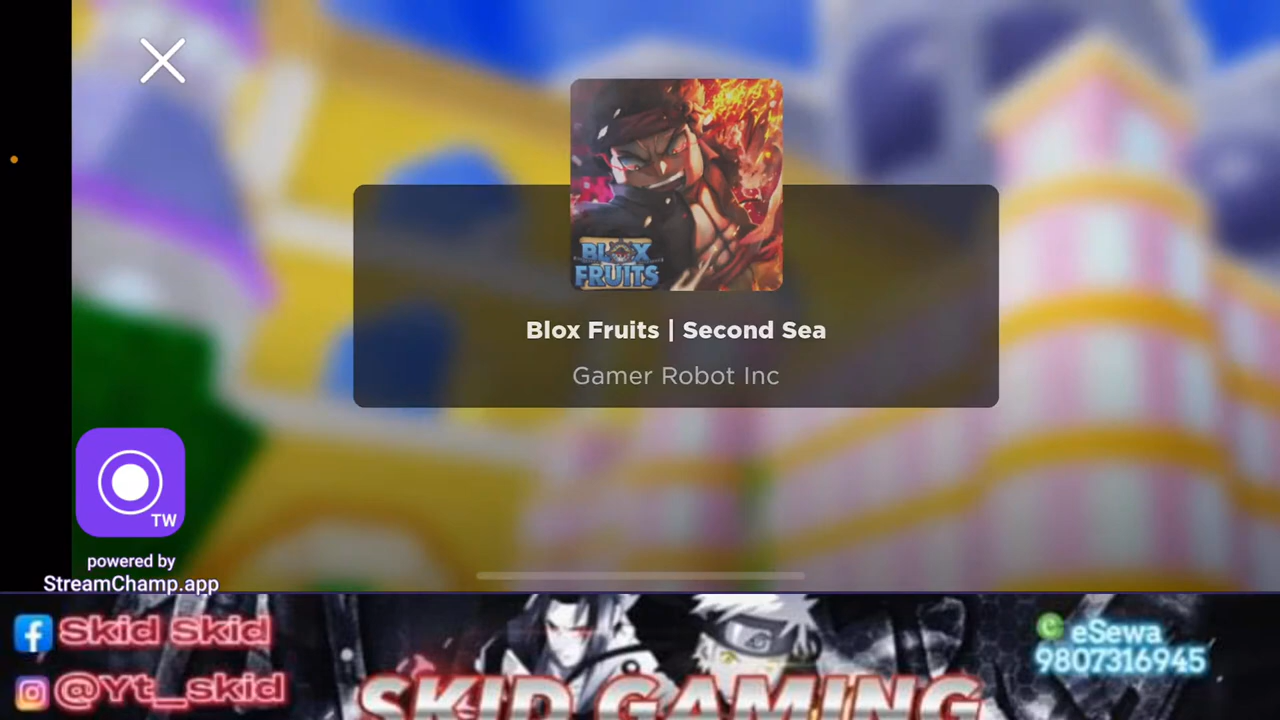 BLOX
FRUITS
Blox Fruits | Second Sea
Gamer Robot Inc
TW
powered by
StreamChamp.app
Skid Skid
@Yt_skid
SKID GAMING
e eSewa
9807316945